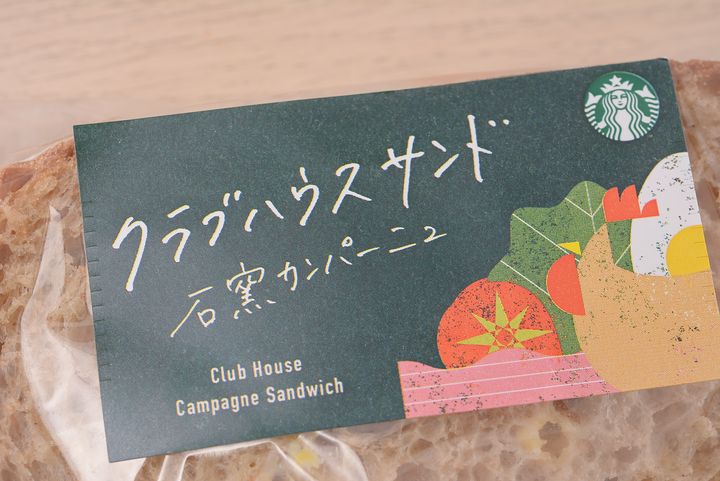 クラブハウス サンド
石窯カンパーニュ
Club House
Campagne Sandwich